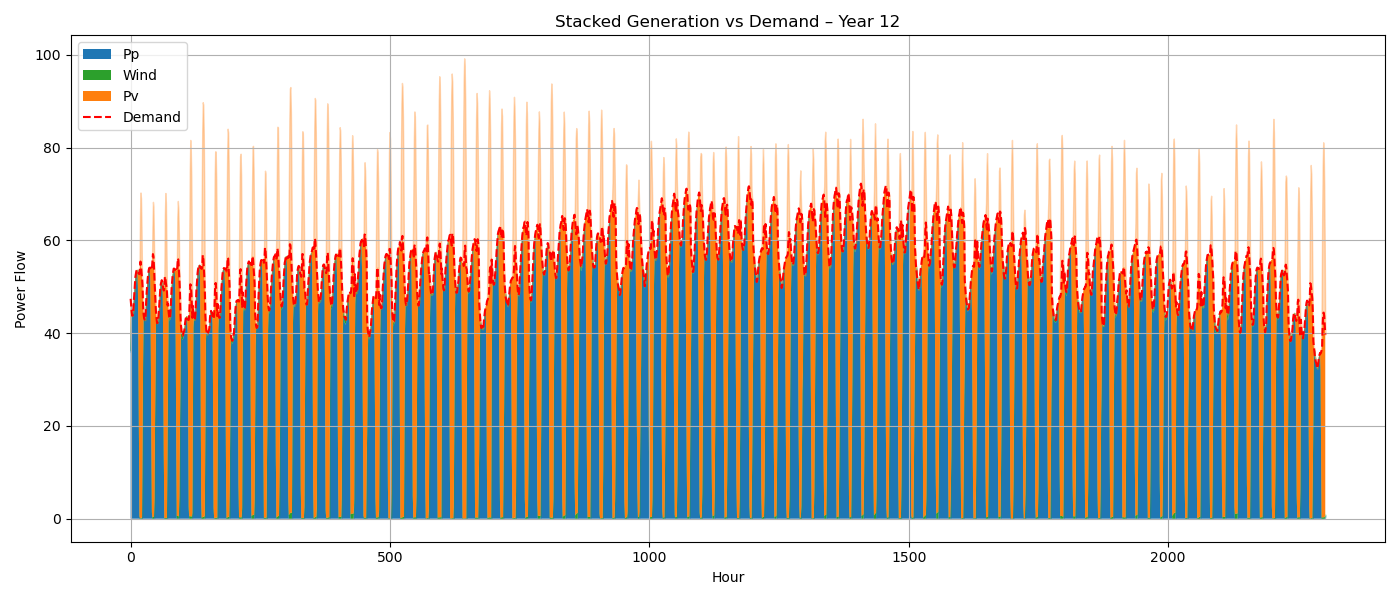 Stacked Generation vs Demand – Year 12
Power Flow
100
80
60
40
20
0
Pp
Wind
Pv
Demand
0 500 1000 1500 2000
Hour